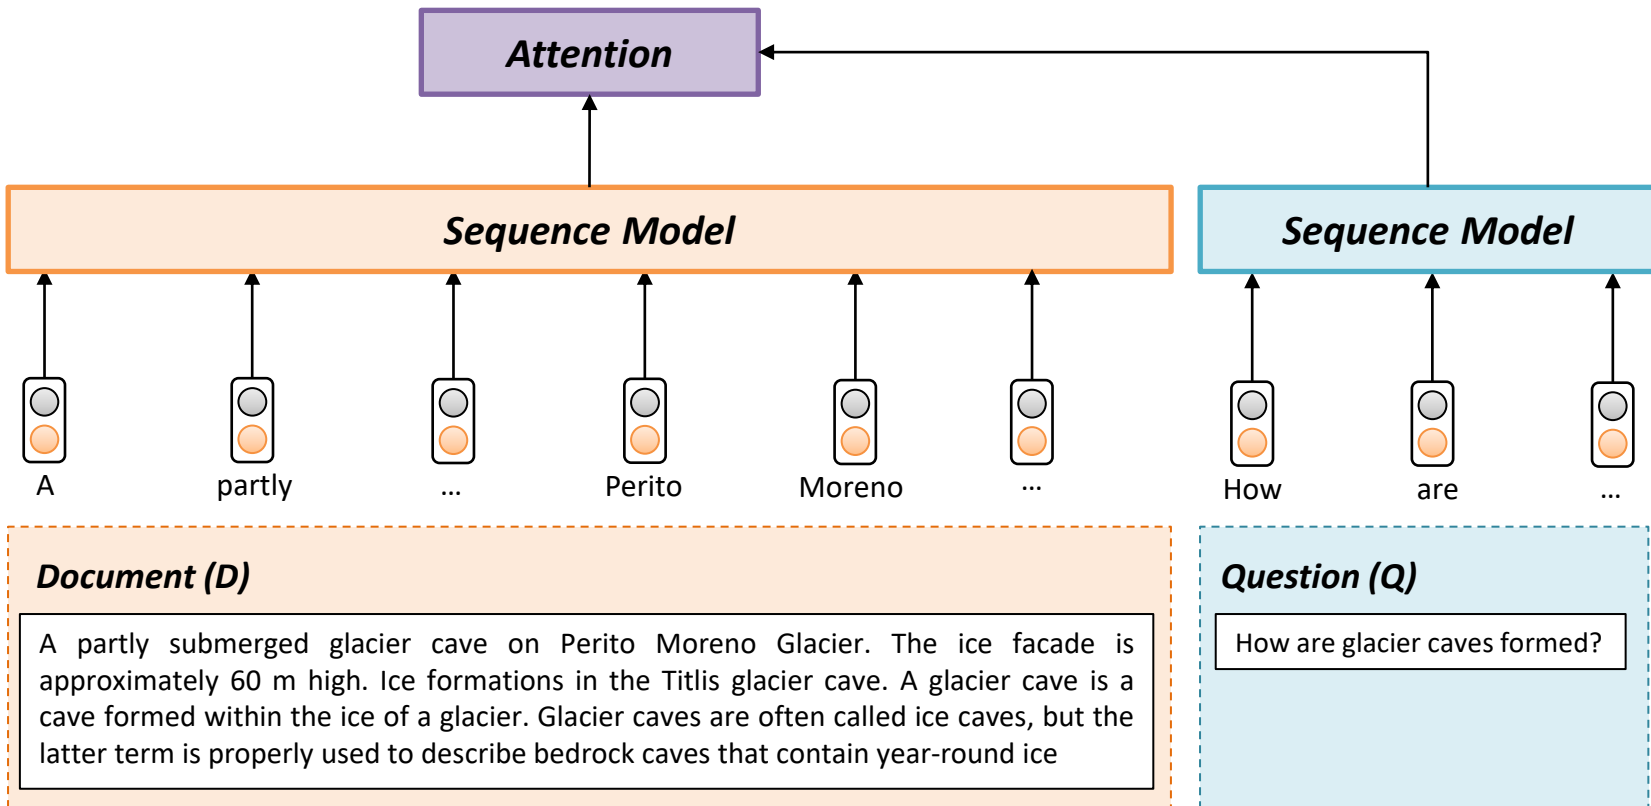 Attention
Sequence Model
Sequence Model
A partly ... Perito Moreno ...
How are ...
Document (D)
A partly submerged glacier cave on Perito Moreno Glacier. The ice facade is
approximately 60 m high. Ice formations in the Titlis glacier cave. A glacier cave is a
cave formed within the ice of a glacier. Glacier caves are often called ice caves, but the
latter term is properly used to describe bedrock caves that contain year-round ice
Question (Q)
How are glacier caves formed?